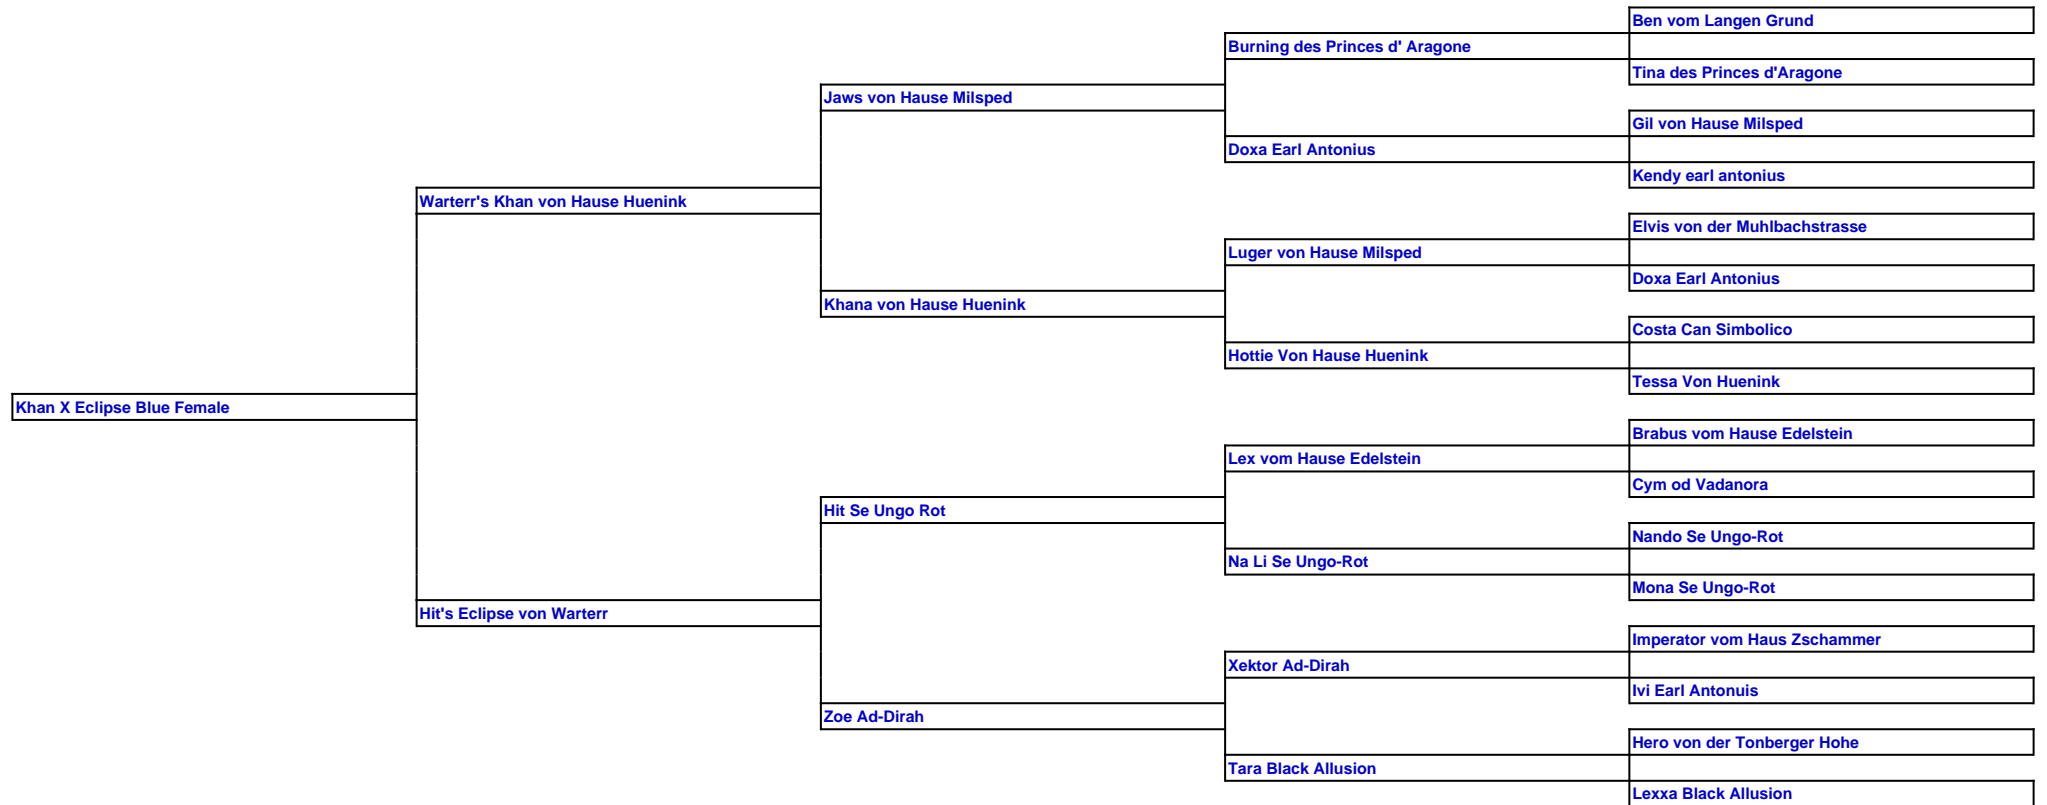 Ben vom Langen Grund
Burning des Princes d' Aragone
Tina des Princes d'Aragone
Jaws von Hause Milsped
Gil von Hause Milsped
Doxa Earl Antonius
Kendy earl antonius
Warterr's Khan von Hause Huenink
Elvis von der Muhlbachstrasse
Luger von Hause Milsped
Doxa Earl Antonius
Khana von Hause Huenink
Costa Can Simbolico
Hottie Von Hause Huenink
Tessa Von Huenink
Khan X Eclipse Blue Female
Brabus vom Hause Edelstein
Lex vom Hause Edelstein
Cym od Vadanora
Hit Se Ungo Rot
Nando Se Ungo-Rot
Na Li Se Ungo-Rot
Mona Se Ungo-Rot
Hit's Eclipse von Warterr
Imperator vom Haus Zschammer
Xektor Ad-Dirah
Ivi Earl Antonuis
Zoe Ad-Dirah
Hero von der Tonberger Hohe
Tara Black Allusion
Lexxa Black Allusion